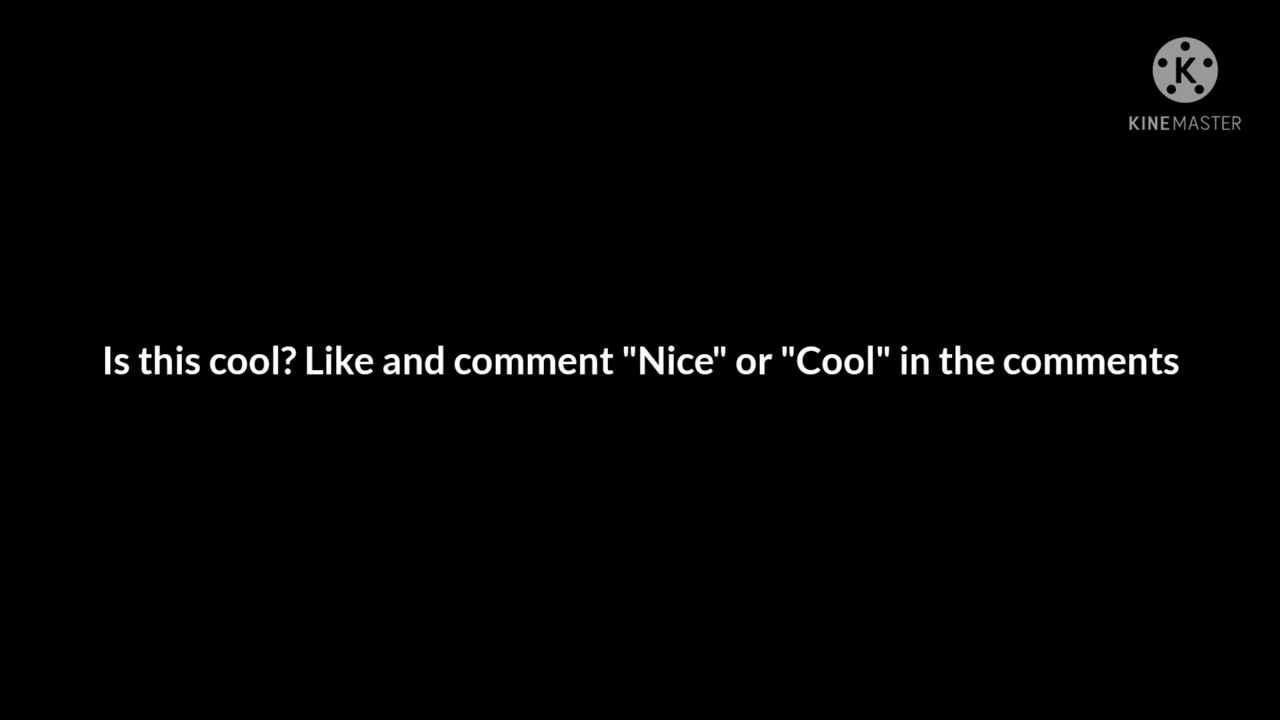 K
KINEMASTER
Is this cool? Like and comment "Nice" or "Cool" in the comments